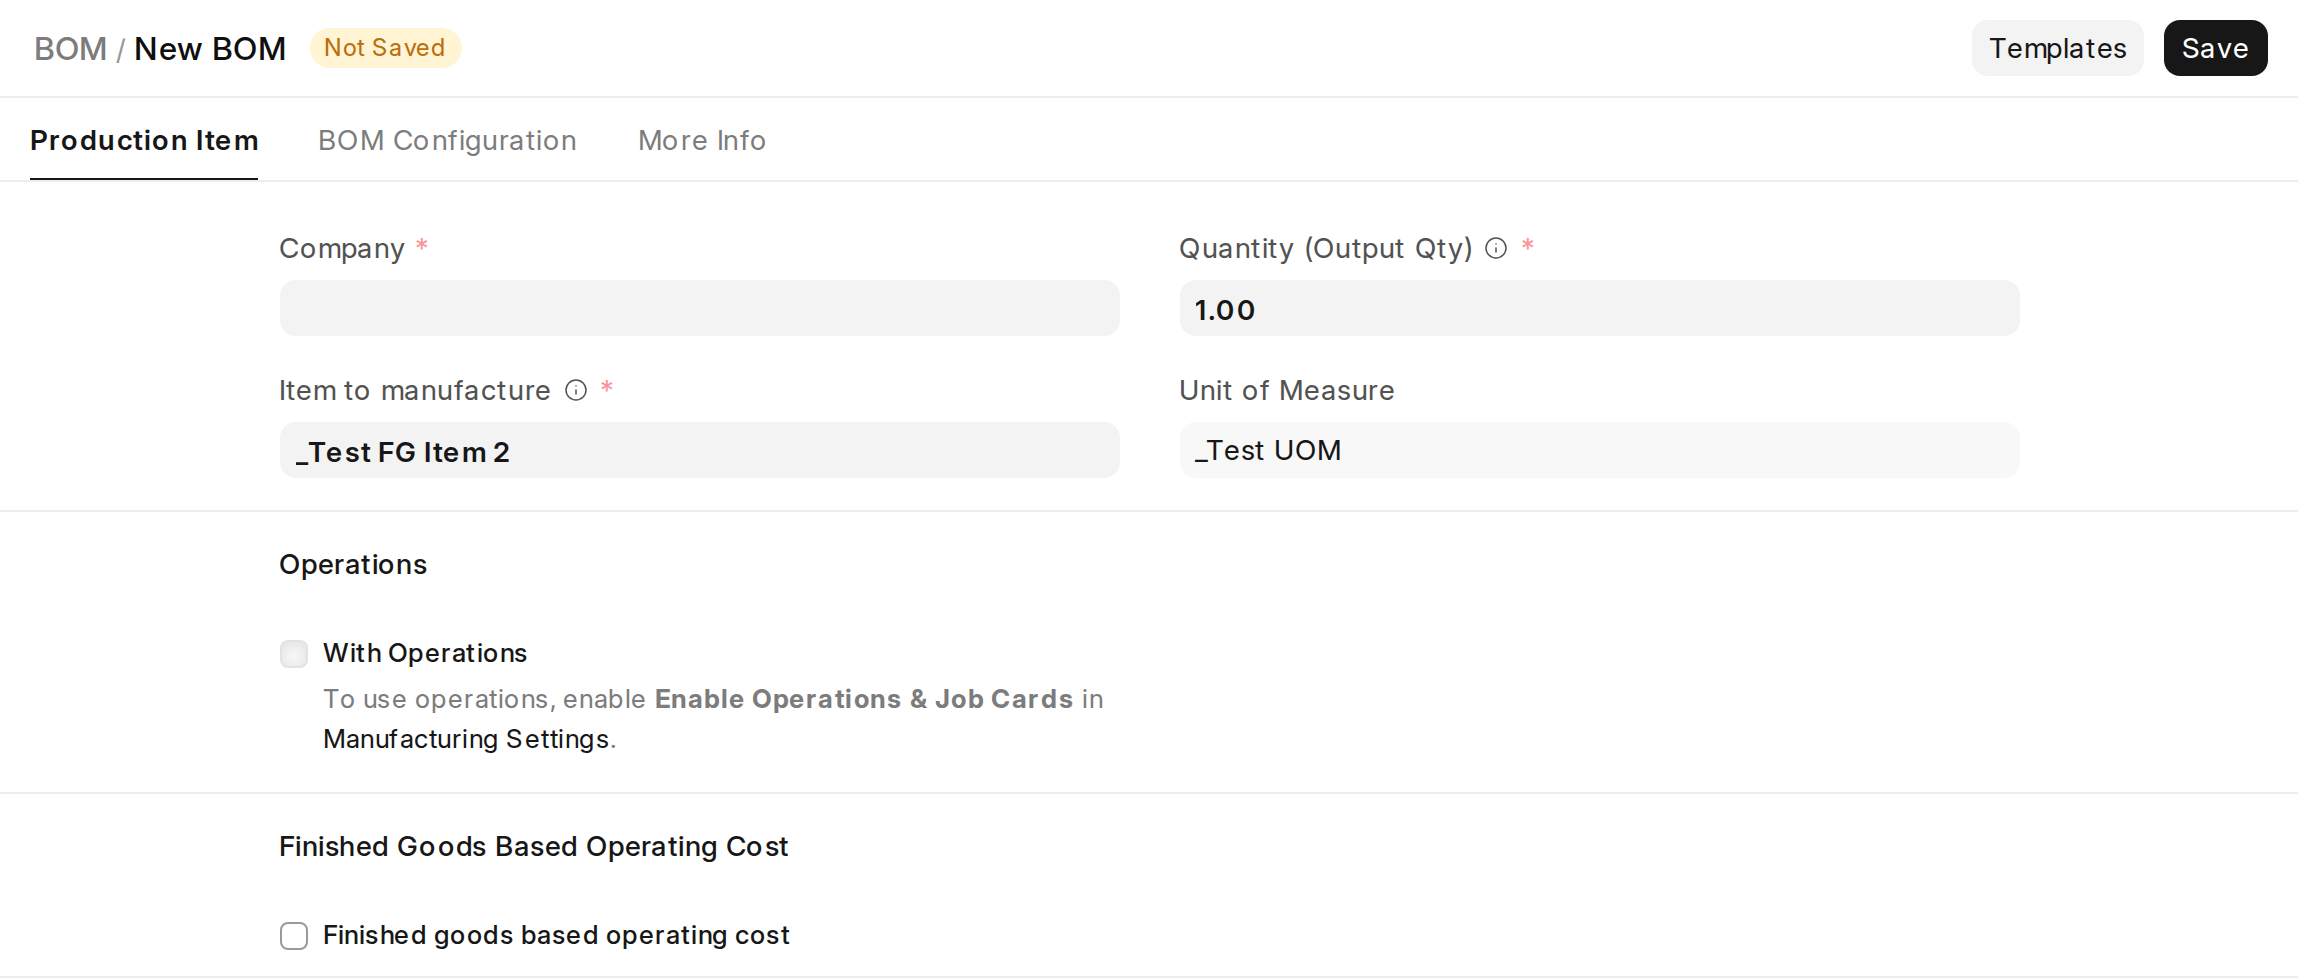 BOM / New BOM Not Saved Templates Save
Production Item BOM Configuration More Info
Company * Quantity (Output Qty) *
1.00
Item to manufacture * Unit of Measure
_Test FG Item 2 _Test UOM
Operations
With Operations
To use operations, enable Enable Operations & Job Cards in
Manufacturing Settings.
Finished Goods Based Operating Cost
Finished goods based operating cost